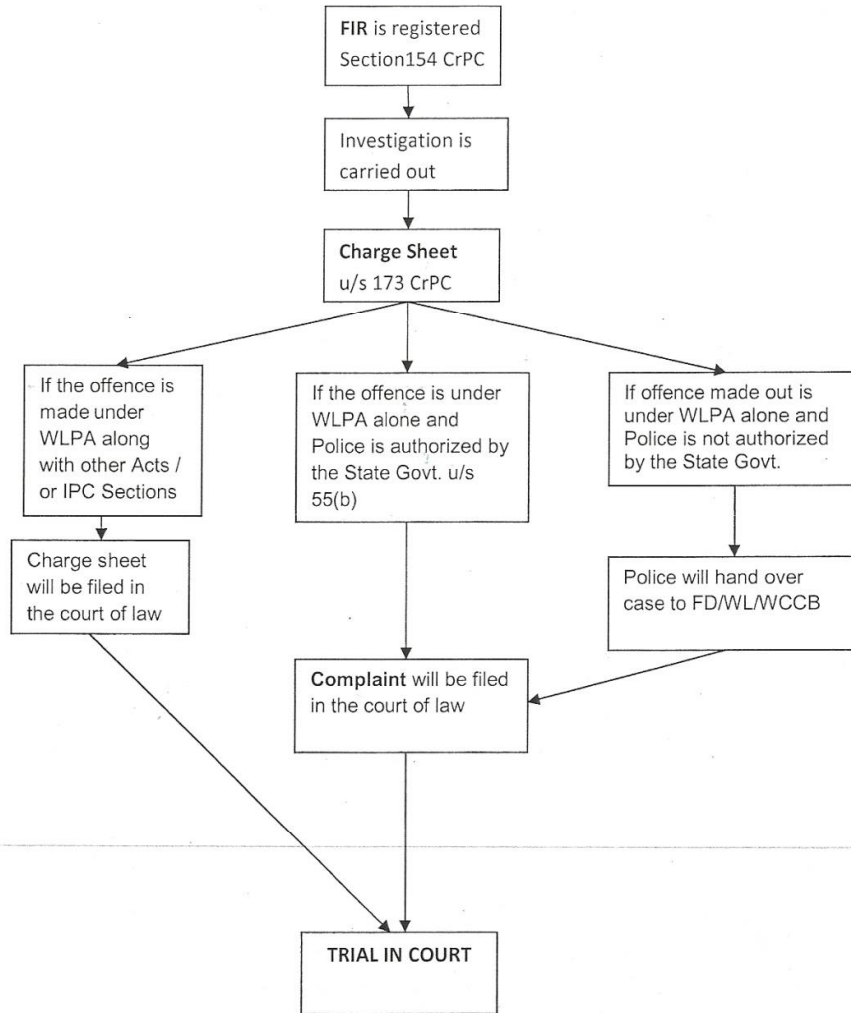 FIR is registered
Section154 CrPC
Investigation is
carried out
Charge Sheet
u/s 173 CrPC
If the offence is
made under
WLPA along
with other Acts /
or IPC Sections
If the offence is under
WLPA alone and
Police is authorized by
the State Govt. u/s
55(b)
If offence made out is
under WLPA alone and
Police is not authorized
by the State Govt.
Charge sheet
will be filed in
the court of law
Police will hand over
case to FD/WL/WCCB
Complaint will be filed
in the court of law
TRIAL IN COURT